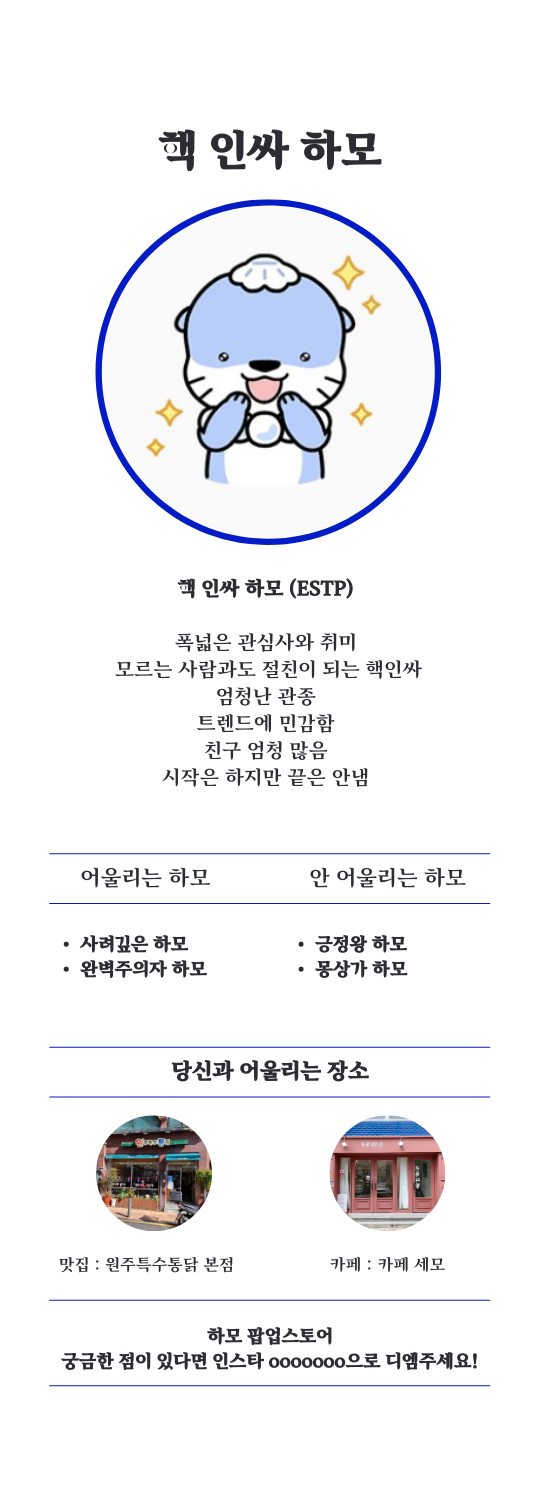 핵 인싸 하모
핵 인싸 하모 (ESTP)
폭넓은 관심사와 취미
모르는 사람과도 절친이 되는 핵인싸
엄청난 관종
트렌드에 민감함
친구 엄청 많음
시작은 하지만 끝은 안냄
어울리는 하모
안 어울리는 하모
• 사려깊은 하모
• 완벽주의자 하모
• 긍정왕 하모
• 몽상가 하모
당신과 어울리는 장소
맛집 : 원주특수통닭 본점
카페 : 카페 세모
하모 팝업스토어
궁금한 점이 있다면 인스타 ooooooo으로 디엠주세요!